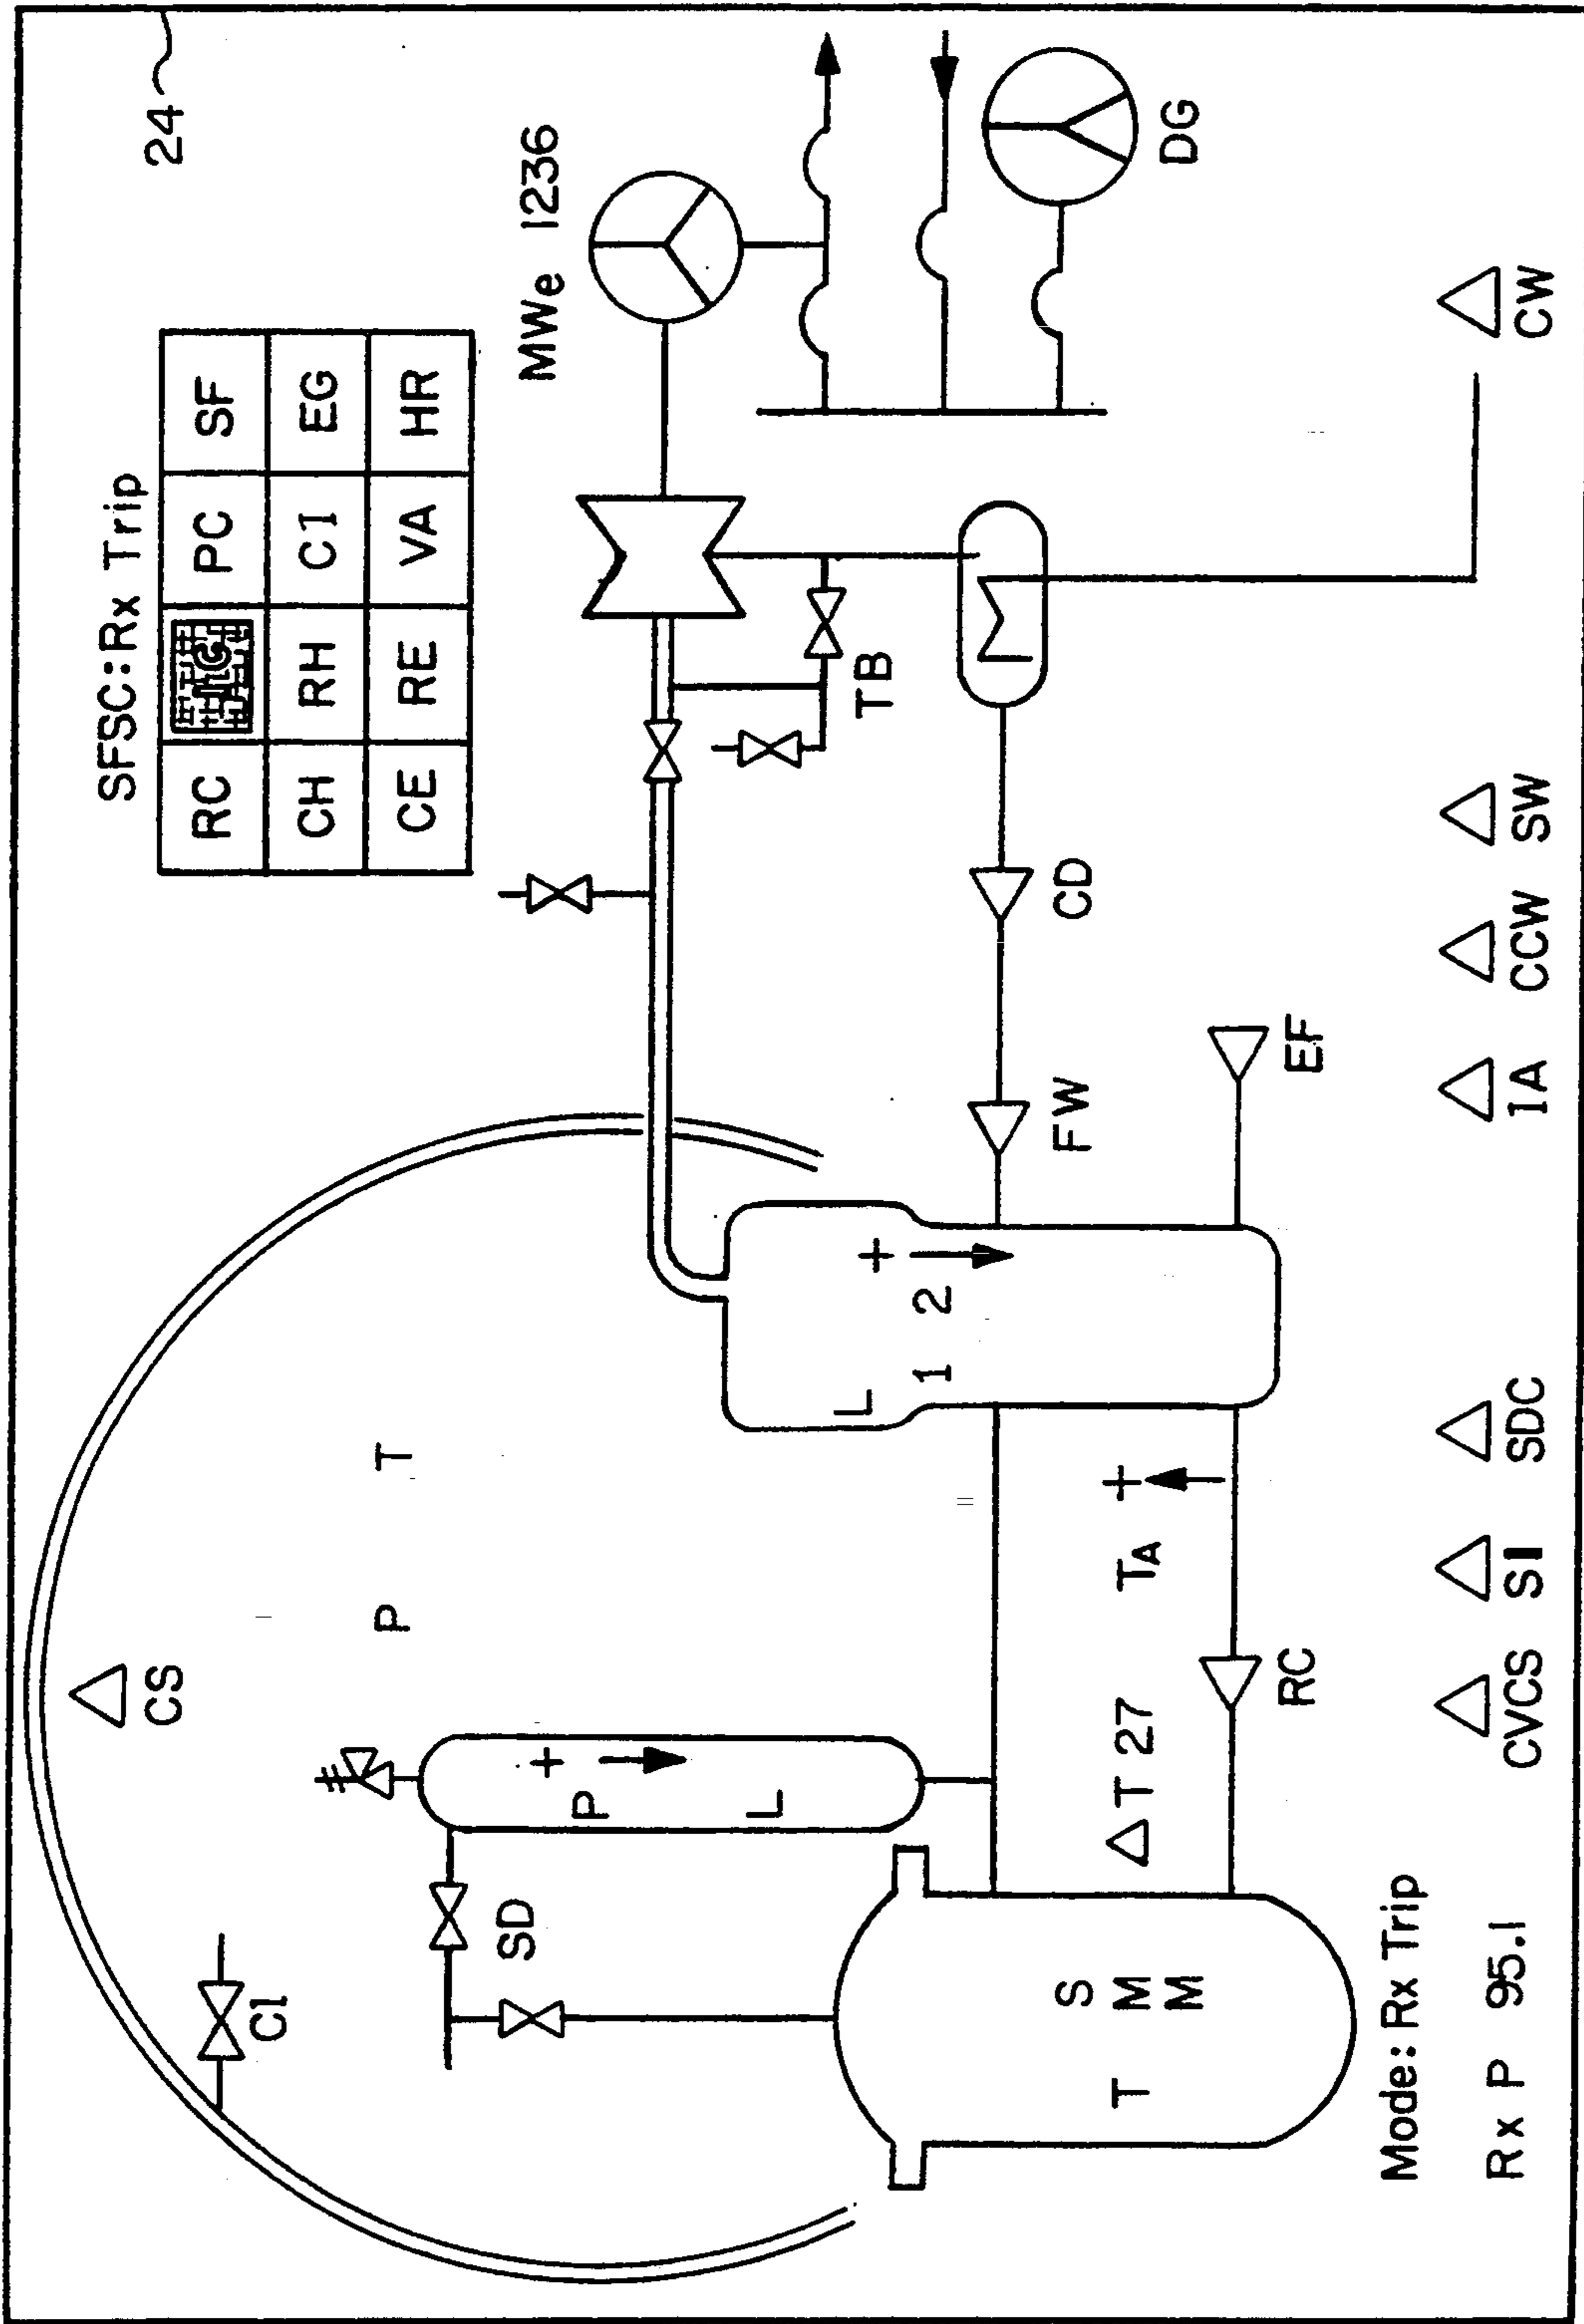 24
SFSC: Rx Trip
RC IC PC SF
CH RH C1 EG
CE RE VA HR
MWe 1236
CS
C1
P T
SD
P
L
+
TB
DG
L
1 2
+
CD
FW
T
S
M
M
Δ T 27
TA +
RC
EF
Mode: Rx Trip
Rx P 95.1
CVCS SI SDC 1A CCW SW CW